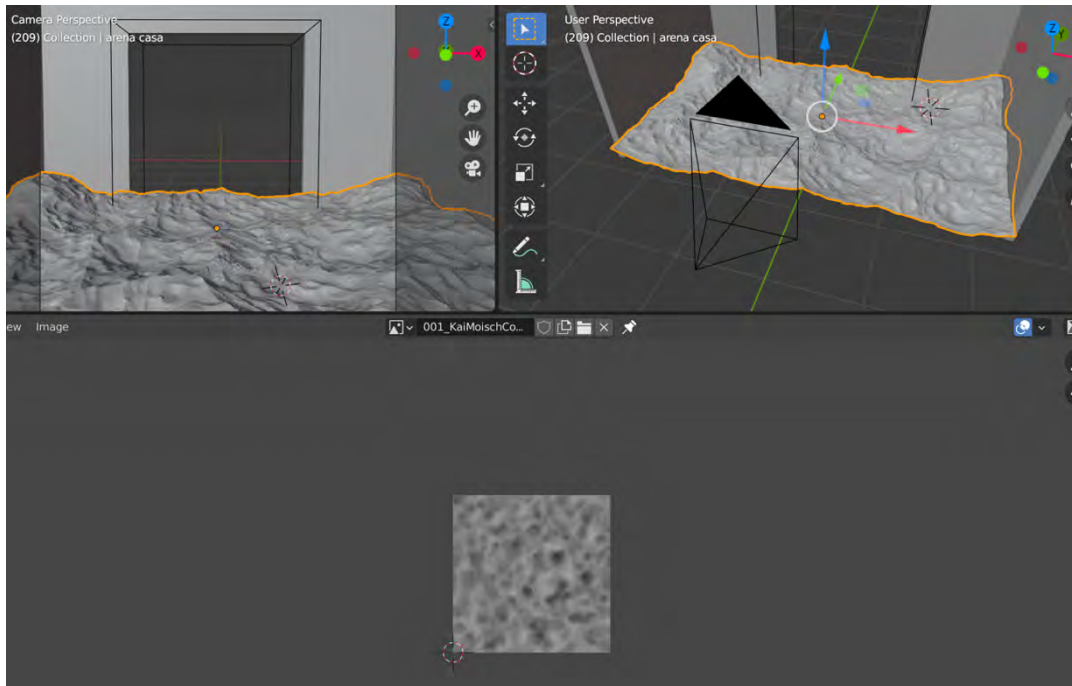 Camera Perspective
(209) Collection | arena casa
Z
X
User Perspective
(209) Collection | arena casa
Z
Y
ew Image
001_KaiMoischCo...